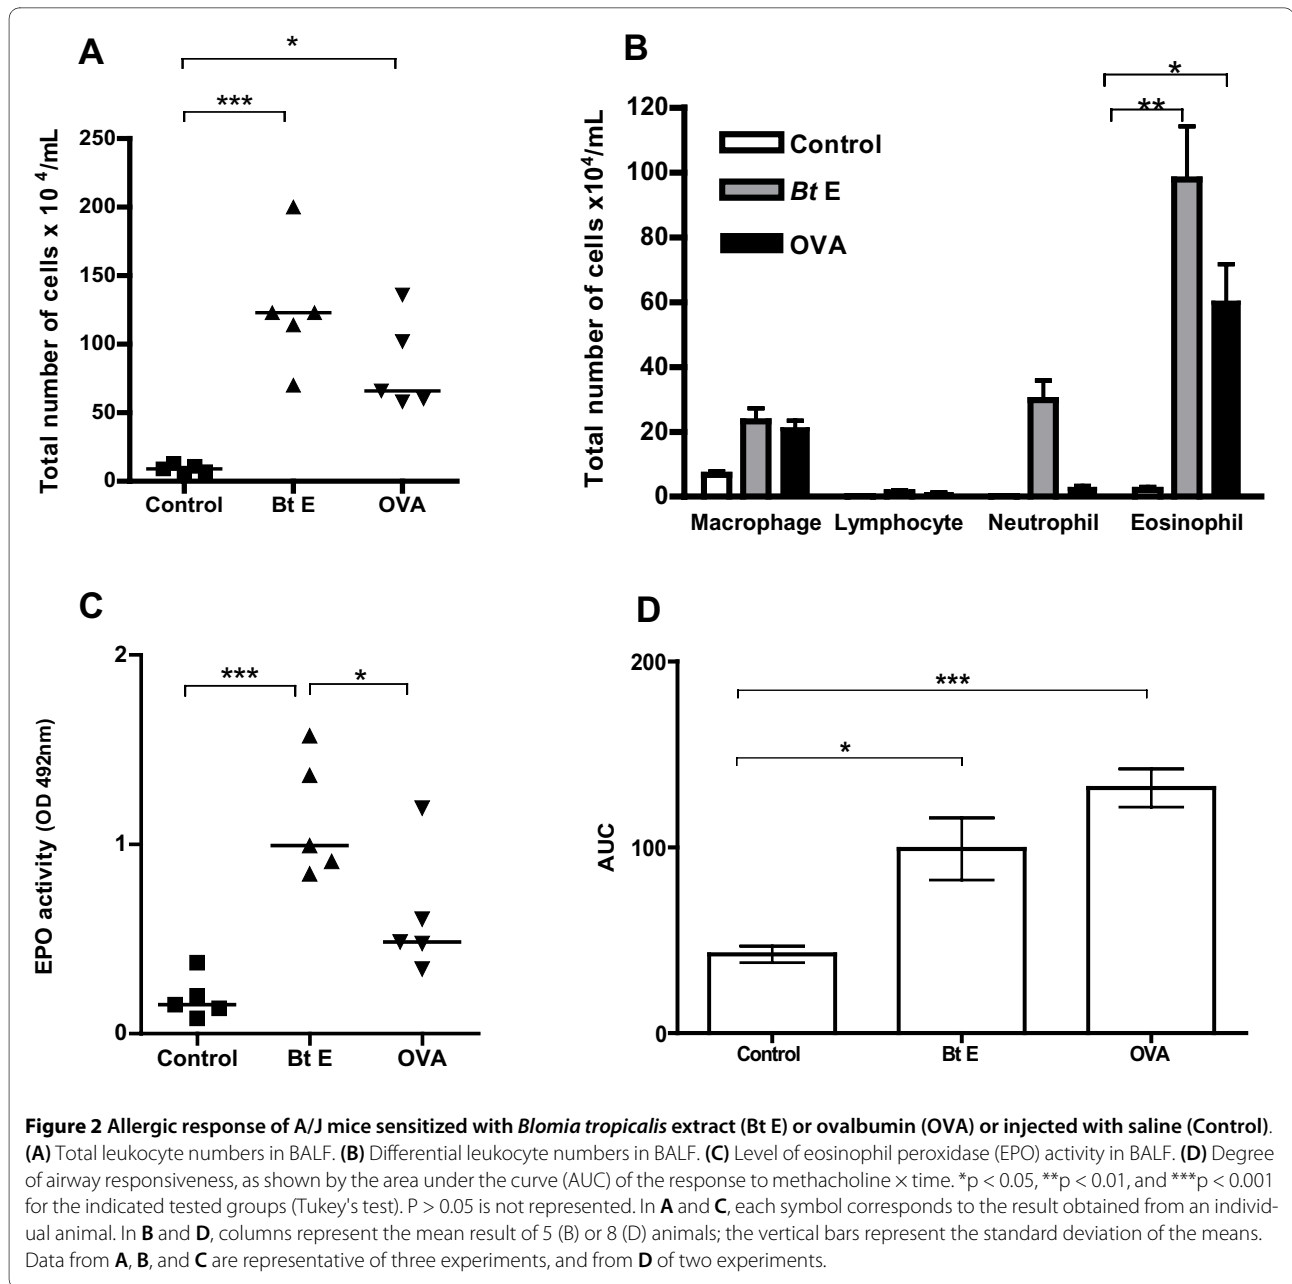 A
*
***
Total number of cells x 10 4/mL
250
200
150
100
50
0
Control Bt E OVA
B
*
**
Total number of cells x104/mL
120
100
80
60
40
20
0
Control
Bt E
OVA
Macrophage Lymphocyte Neutrophil Eosinophil
C
*** *
EPO activity (OD 492nm)
2
1
0
Control Bt E OVA
D
***
*
AUC
200
100
0
Control Bt E OVA
Figure 2 Allergic response of A/J mice sensitized with Blomia tropicalis extract (Bt E) or ovalbumin (OVA) or injected with saline (Control).
(A) Total leukocyte numbers in BALF. (B) Differential leukocyte numbers in BALF. (C) Level of eosinophil peroxidase (EPO) activity in BALF. (D) Degree
of airway responsiveness, as shown by the area under the curve (AUC) of the response to methacholine × time. *p < 0.05, **p < 0.01, and ***p < 0.001
for the indicated tested groups (Tukey's test). P > 0.05 is not represented. In A and C, each symbol corresponds to the result obtained from an individ-
ual animal. In B and D, columns represent the mean result of 5 (B) or 8 (D) animals; the vertical bars represent the standard deviation of the means.
Data from A, B, and C are representative of three experiments, and from D of two experiments.